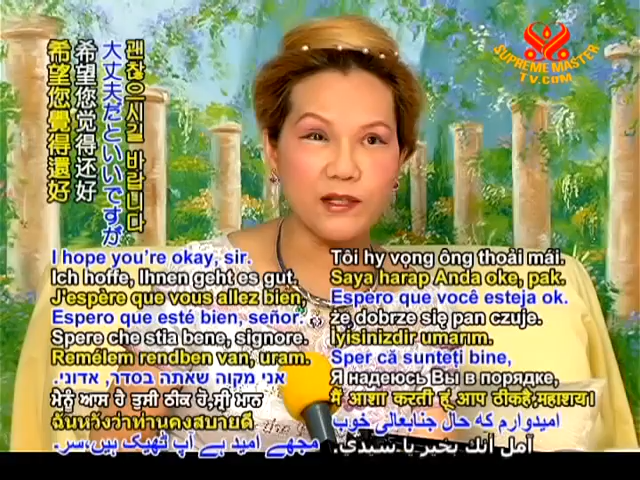 SUPREME MASTER
TV.COM
괜찮으시길 바랍니다
大丈夫だといいですが
希望您觉得还好
希望您覺得還好
I hope you're okay, sir.
Ich hoffe, Ihnen geht es gut.
J'espère que vous allez bien,
Espero que esté bien, señor.
Spere che stia bene, signore.
Remélem rendben van, uram.
אני מקוה שאתה בסדר, אדוני.
ਮੈਨੂੰ ਆਸ ਹੈ ਤੁਸੀ ਠੀਕ ਹੋ,ਸ੍ਰੀ ਮਾਨ
ฉันหวังว่าท่านคงสบายดี
مجھے امید ہے آپ ٹھیک ہیں،سر۔
Tôi hy vọng ông thoải mái.
Saya harap Anda oke, pak.
Espero que você esteja ok.
że dobrze się pan czuje.
İyisinizdir umarım.
Sper că sunteți bine,
Я надеюсь Вы в порядке,
मैं आशा करती हूं आप ठीकहै,महाशय।
امیدوارم که حال جنابعالی خوب
آمل أنك بخير يا سيدي.